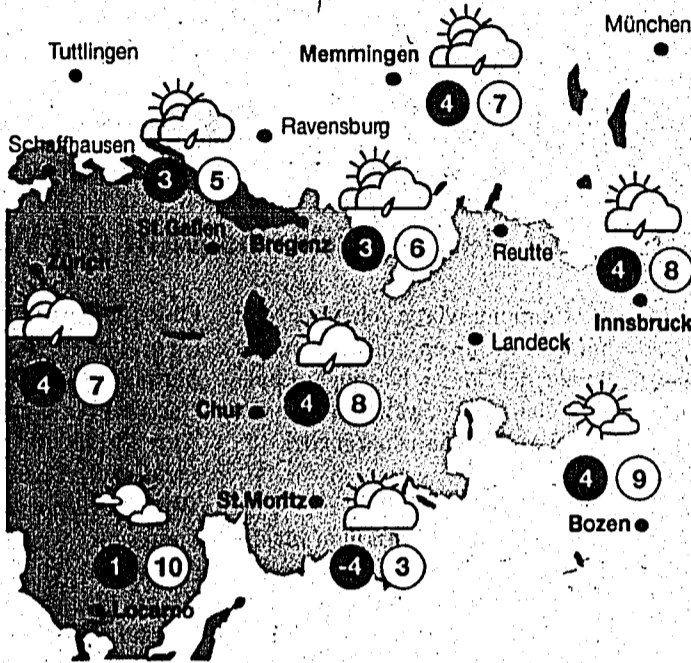 München
Tuttlingen
Memmingen
4 7
Ravensburg
Schaffhausen
3 5
St.Gallen
Bregenz
3 6
Reutte
4 8
Zürich
Innsbruck
Landeck
4 7
Chur
4 8
4 9
St.Moritz
Bozen
1 10
-4 3
Locarno